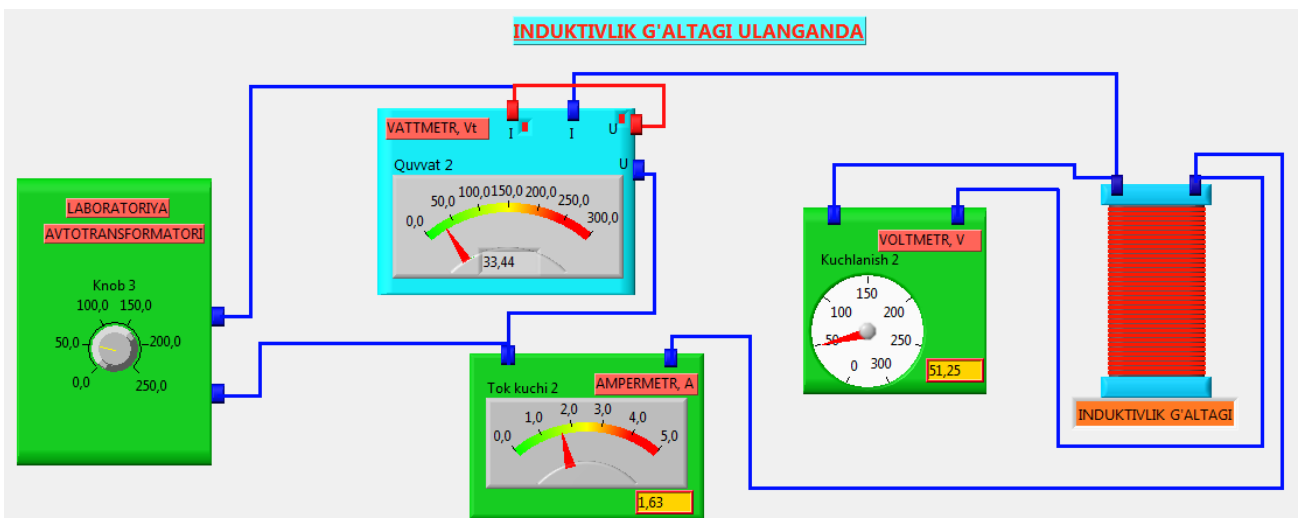 INDUKTIVLIK G'ALTAGI ULANGANDA
VATTMETR, Vt
I
I
U
U
Quvvat 2
0,0
50,0
100,0
150,0
200,0
250,0
300,0
33,44
LABORATORIYA
AVTOTRANSFORMATORI
Knob 3
0,0
50,0
100,0
150,0
200,0
250,0
Tok kuchi 2
AMPERMETR, A
0,0
1,0
2,0
3,0
4,0
5,0
1,63
VOLTMETR, V
Kuchlanish 2
0
50
100
150
200
250
300
51,25
INDUKTIVLIK G'ALTAGI